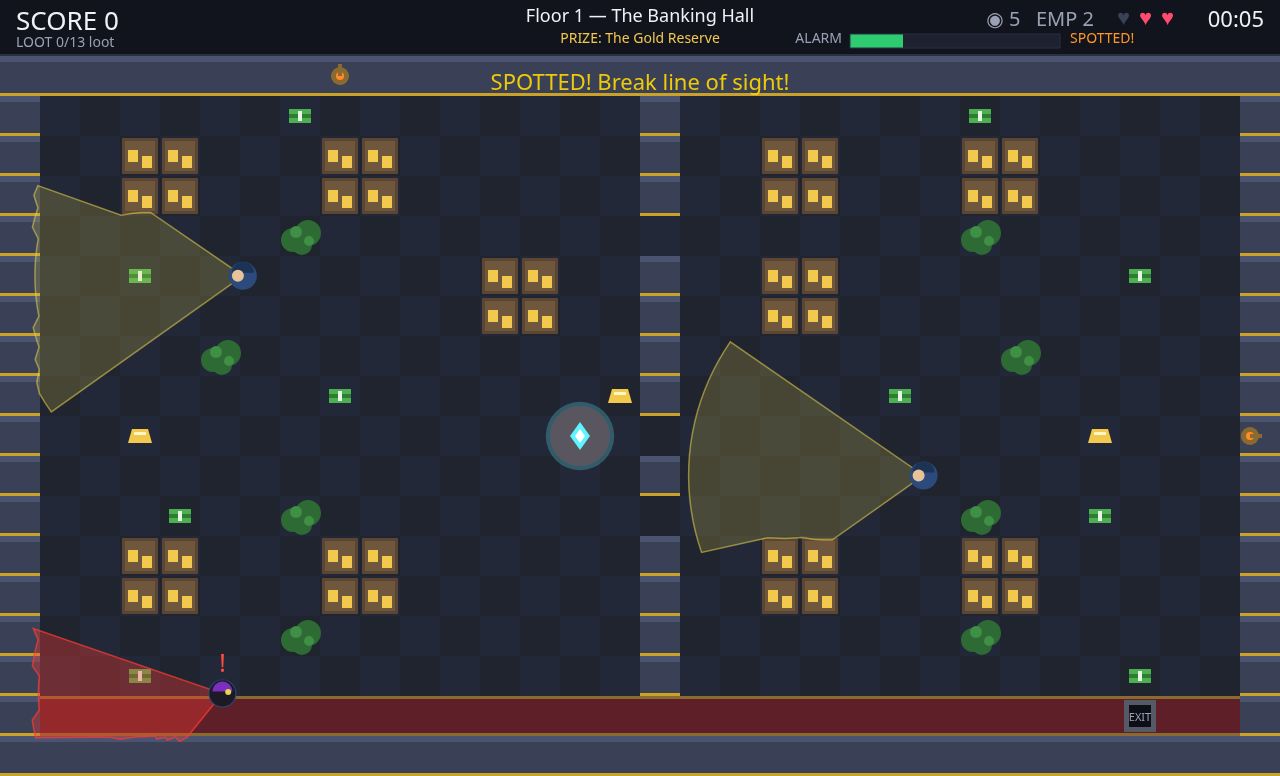 SCORE 0
LOOT 0/13 loot
Floor 1 — The Banking Hall
PRIZE: The Gold Reserve
◉ 5 EMP 2 ♥ ♥ ♥ 00:05
ALARM SPOTTED!
SPOTTED! Break line of sight!
!
EXIT